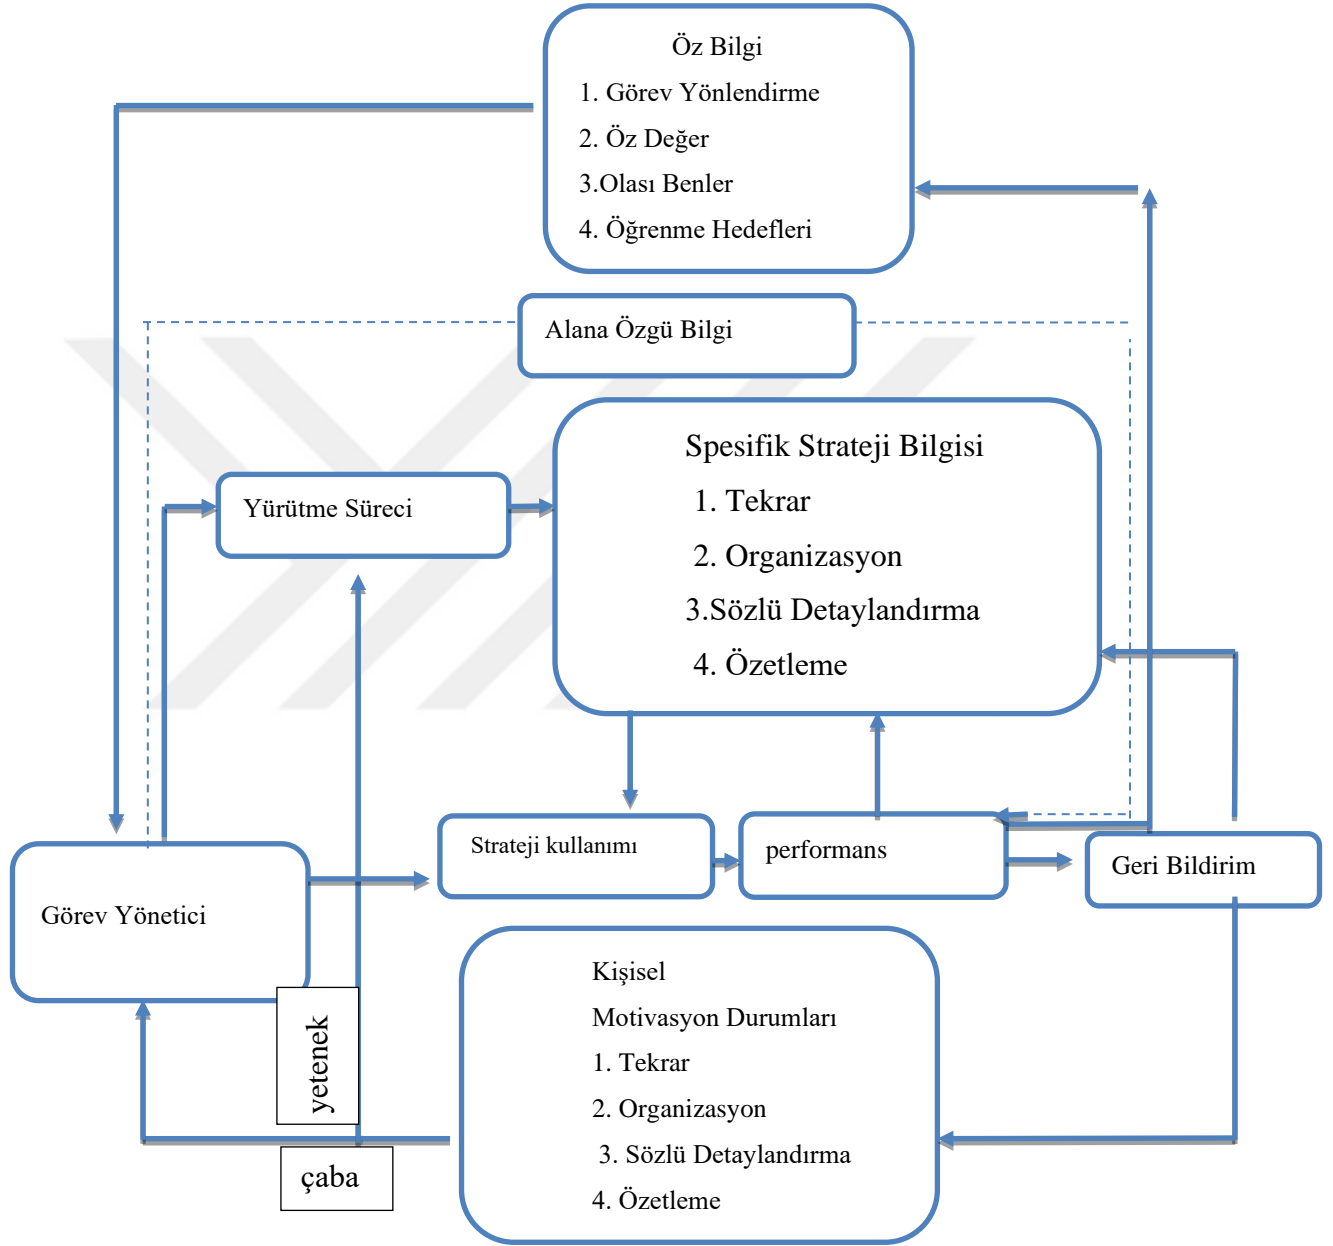 Öz Bilgi
1. Görev Yönlendirme
2. Öz Değer
3.Olası Benler
4. Öğrenme Hedefleri
Alana Özgü Bilgi
Spesifik Strateji Bilgisi
1. Tekrar
2. Organizasyon
3.Sözlü Detaylandırma
4. Özetleme
Yürütme Süreci
Strateji kullanımı
performans
Geri Bildirim
Görev Yönetici
Kişisel
Motivasyon Durumları
1. Tekrar
2. Organizasyon
3. Sözlü Detaylandırma
4. Özetleme
yetenek
çaba